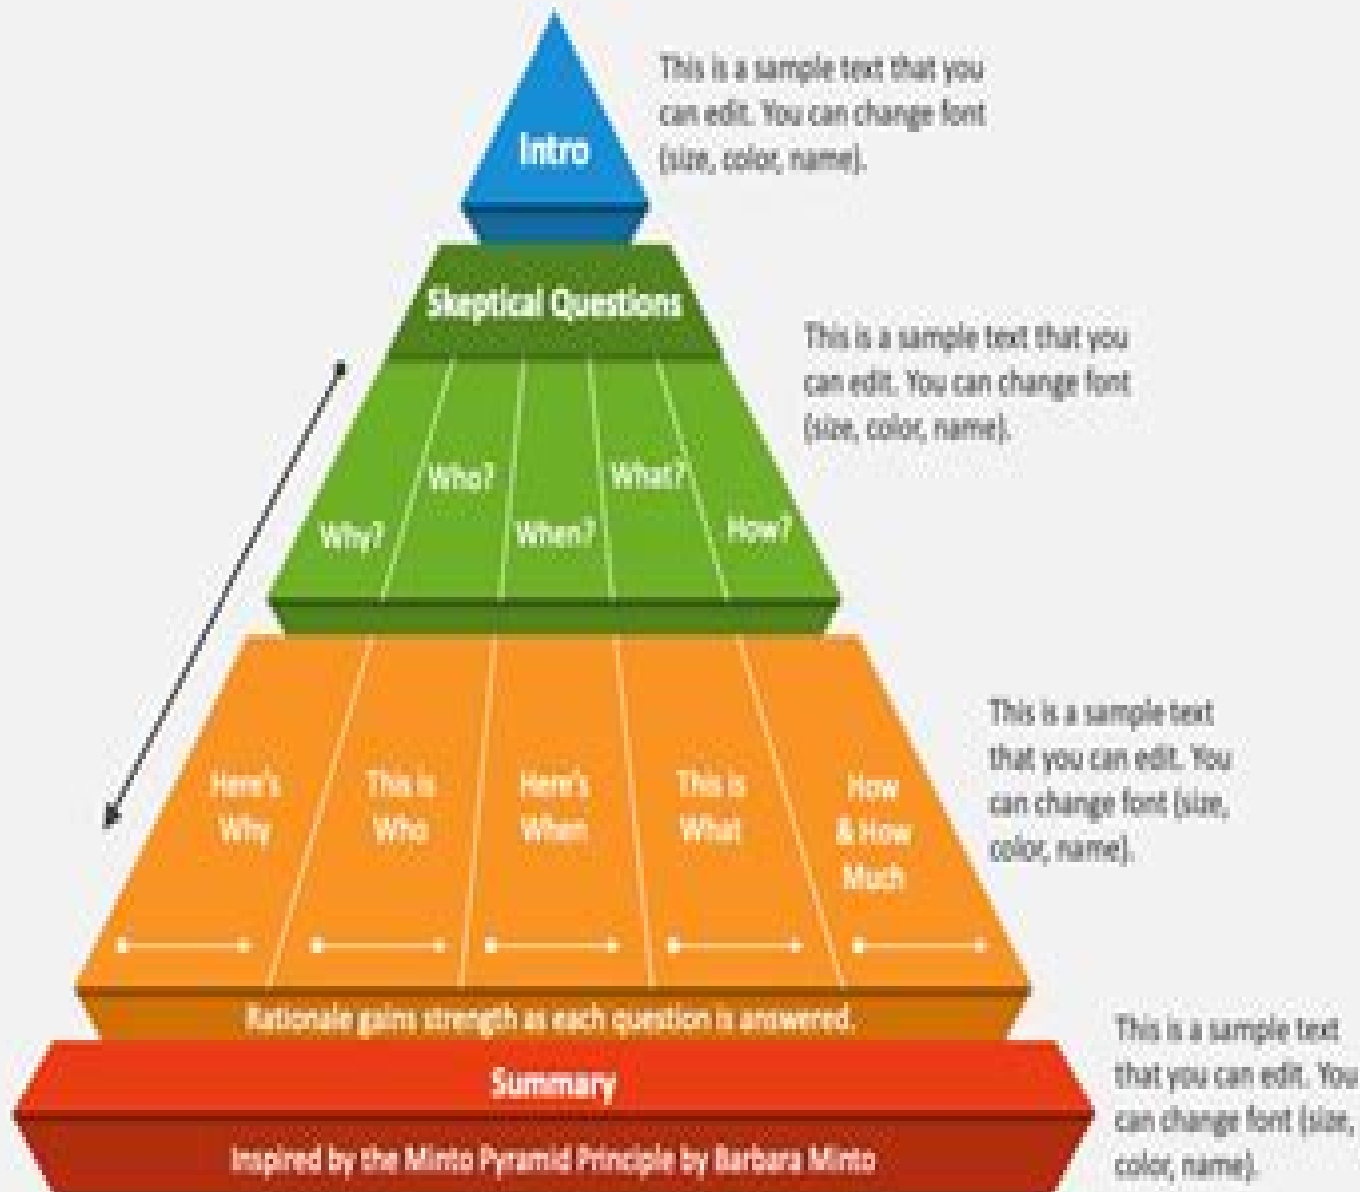 Intro
This is a sample text that you
can edit. You can change font
(size, color, name).
Skeptical Questions
This is a sample text that you
can edit. You can change font
(size, color, name).
Why?
Who?
When?
What?
How?
Here's
Why
This is
Who
Here's
When
This is
What
How
& How
Much
This is a sample text
that you can edit. You
can change font (size,
color, name).
Rationale gains strength as each question is answered.
Summary
Inspired by the Minto Pyramid Principle by Barbara Minto
This is a sample text
that you can edit. You
can change font (size,
color, name).